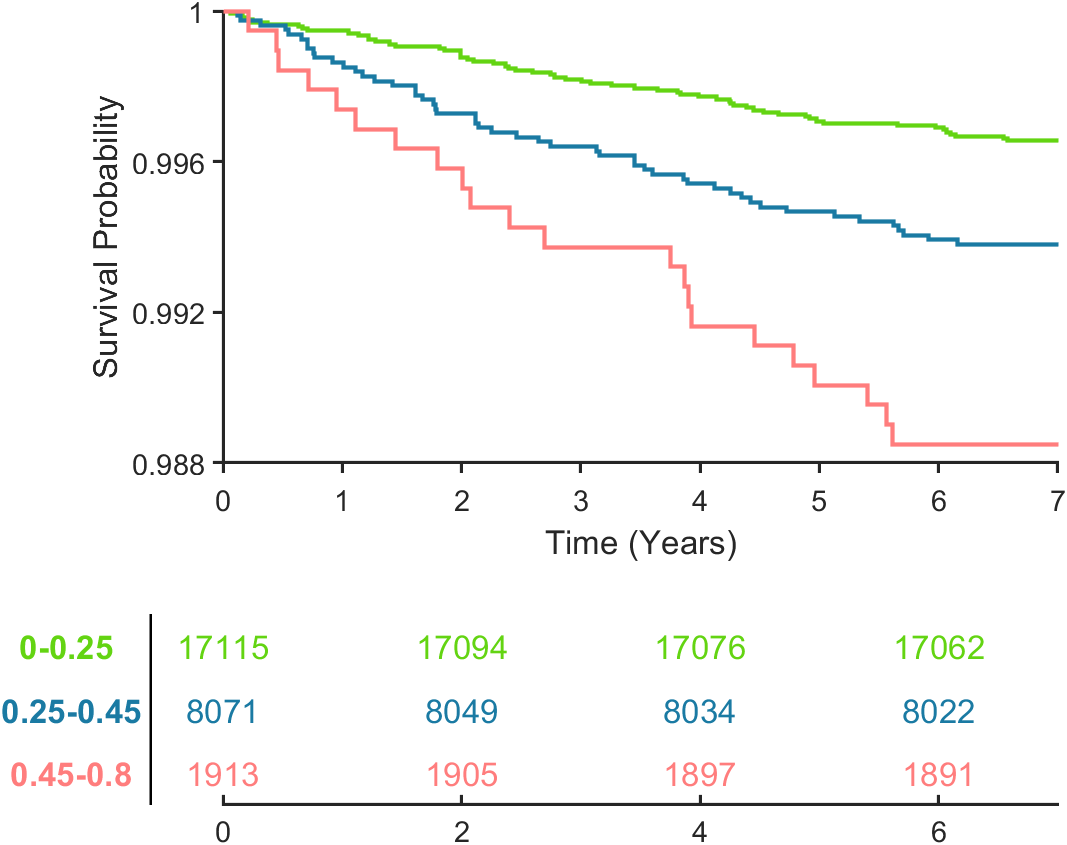 1
0.996
0.992
0.988
Survival Probability
0 1 2 3 4 5 6 7
Time (Years)
0-0.25 17115 17094 17076 17062
0.25-0.45 8071 8049 8034 8022
0.45-0.8 1913 1905 1897 1891
0 2 4 6